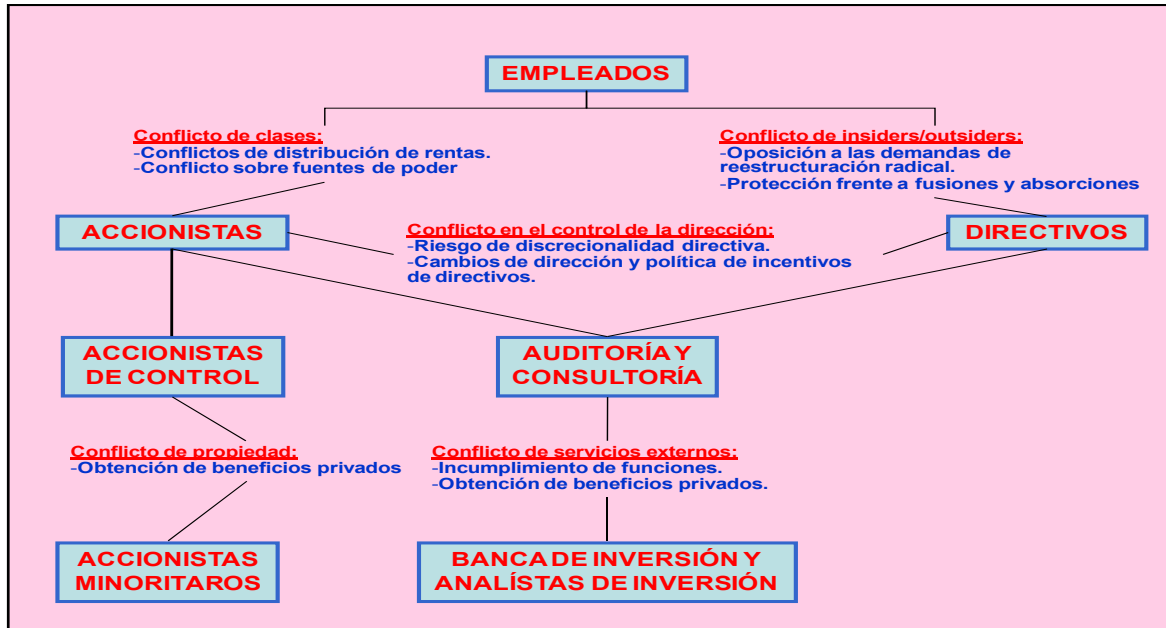 EMPLEADOS
Conflicto de clases:
-Conflictos de distribución de rentas.
-Conflicto sobre fuentes de poder
Conflicto de insiders/outsiders:
-Oposición a las demandas de
reestructuración radical.
-Protección frente a fusiones y absorciones
ACCIONISTAS
Conflicto en el control de la dirección:
-Riesgo de discrecionalidad directiva.
-Cambios de dirección y política de incentivos
de directivos.
DIRECTIVOS
ACCIONISTAS
DE CONTROL
AUDITORÍA Y
CONSULTORÍA
Conflicto de propiedad:
-Obtención de beneficios privados
Conflicto de servicios externos:
-Incumplimiento de funciones.
-Obtención de beneficios privados.
ACCIONISTAS
MINORITAROS
BANCA DE INVERSIÓN Y
ANALÍSTAS DE INVERSIÓN